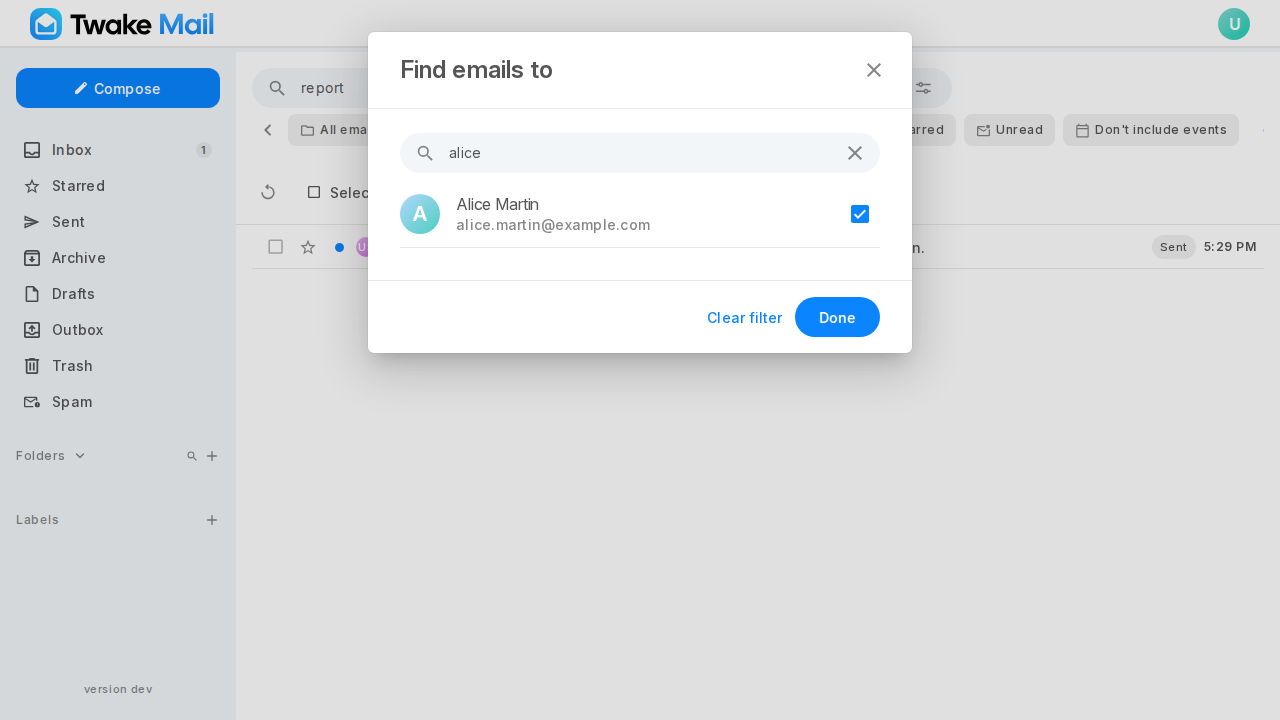 Twake Mail
U
Find emails to
Compose
report
alice
All ema
arred
Unread
Don't include events
Inbox
1
Starred
Selec
A
Alice Martin
alice.martin@example.com
Sent
U
n.
Sent
5:29 PM
Archive
Drafts
Clear filter
Done
Outbox
Trash
Spam
Folders
Labels
version dev